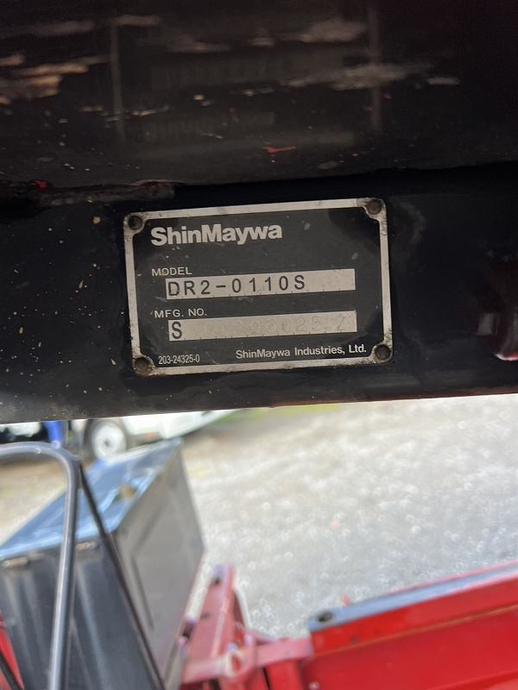 ShinMaywa
MODEL
DR2-0110S
MFG. NO.
S
203-24325-0 ShinMaywa Industries, Ltd.